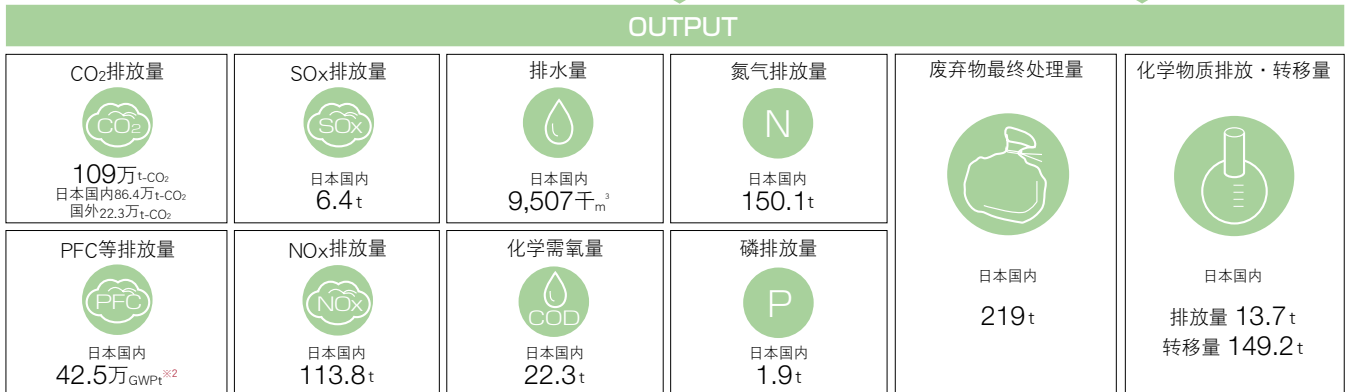 OUTPUT
CO₂排放量
CO₂
109万t-CO₂
日本国内86.4万t-CO₂
国外22.3万t-CO₂
SOx排放量
SOx
日本国内
6.4t
排水量
日本国内
9,507千m³
氮气排放量
N
日本国内
150.1t
废弃物最终处理量
日本国内
219t
化学物质排放・转移量
日本国内
排放量 13.7t
转移量 149.2t
PFC等排放量
PFC
日本国内
42.5万GWPt※2
NOx排放量
NOx
日本国内
113.8t
化学需氧量
COD
日本国内
22.3t
磷排放量
P
日本国内
1.9t